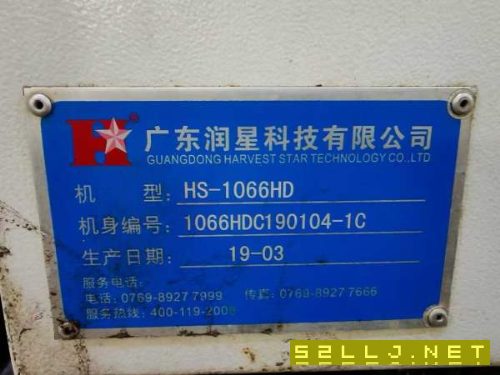 广东润星科技有限公司
GUANGDONG HARVEST STAR TECHNOLOGY CO.,LTD
机 型: HS-1066HD
机身编号: 1066HDC190104-1C
生产日期: 19-03
服务电话:
电话: 0769-8927 7999 传真: 0769-8927 7666
服务热线: 400-119-2008
52LLJ.NET